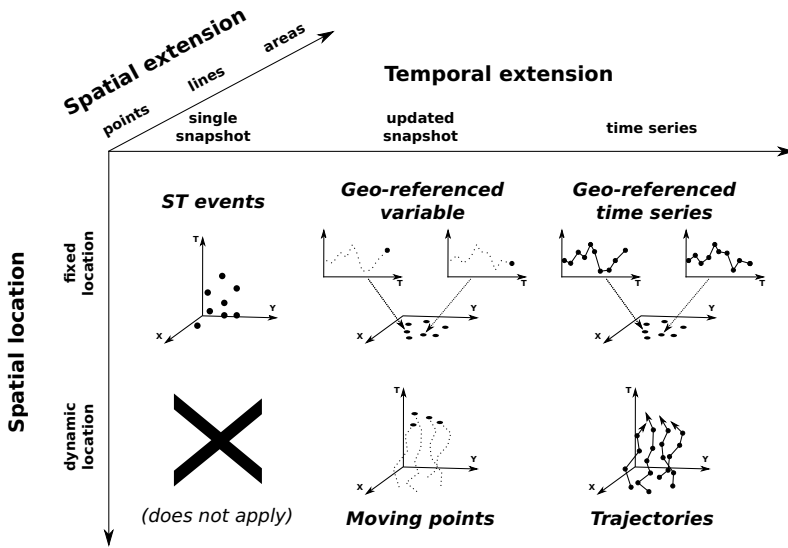 Spatial extension
points
lines
areas
Temporal extension
single
snapshot
updated
snapshot
time series
Spatial location
fixed
location
ST events
T
Y
X
Geo-referenced
variable
T
T
Y
X
Geo-referenced
time series
T
T
Y
X
dynamic
location
(does not apply)
T
Y
X
Moving points
T
Y
X
Trajectories